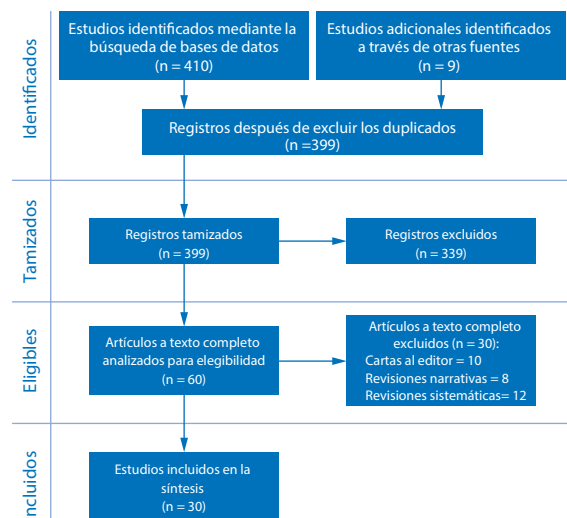 Identificados
Estudios identificados mediante la
búsqueda de bases de datos
(n = 410)
Estudios adicionales identificados
a través de otras fuentes
(n = 9)
Registros después de excluir los duplicados
(n =399)
Tamizados
Registros tamizados
(n = 399)
Registros excluidos
(n = 339)
Eligibles
Artículos a texto completo
analizados para elegibilidad
(n = 60)
Artículos a texto completo
excluidos (n = 30):
Cartas al editor = 10
Revisiones narrativas = 8
Revisiones sistemáticas= 12
ncluidos
Estudios incluidos en la
síntesis
(n = 30)